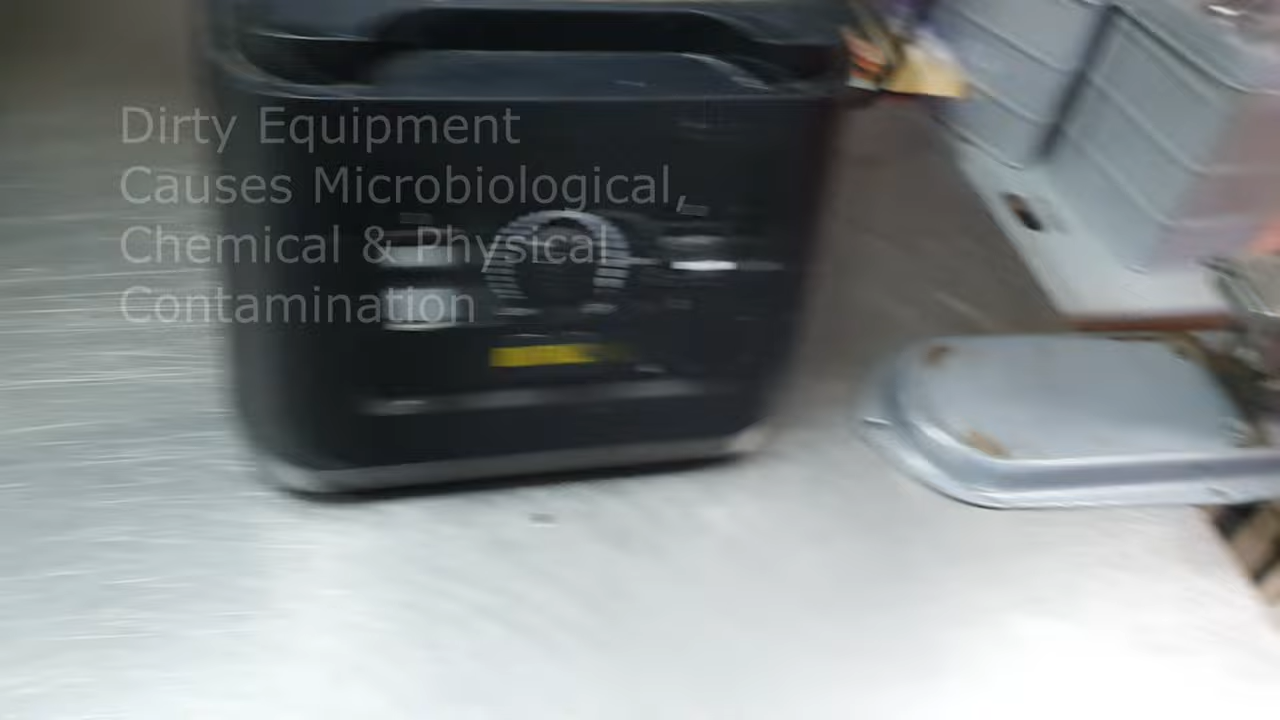 Dirty Equipment
Causes Microbiological,
Chemical & Physical
Contamination